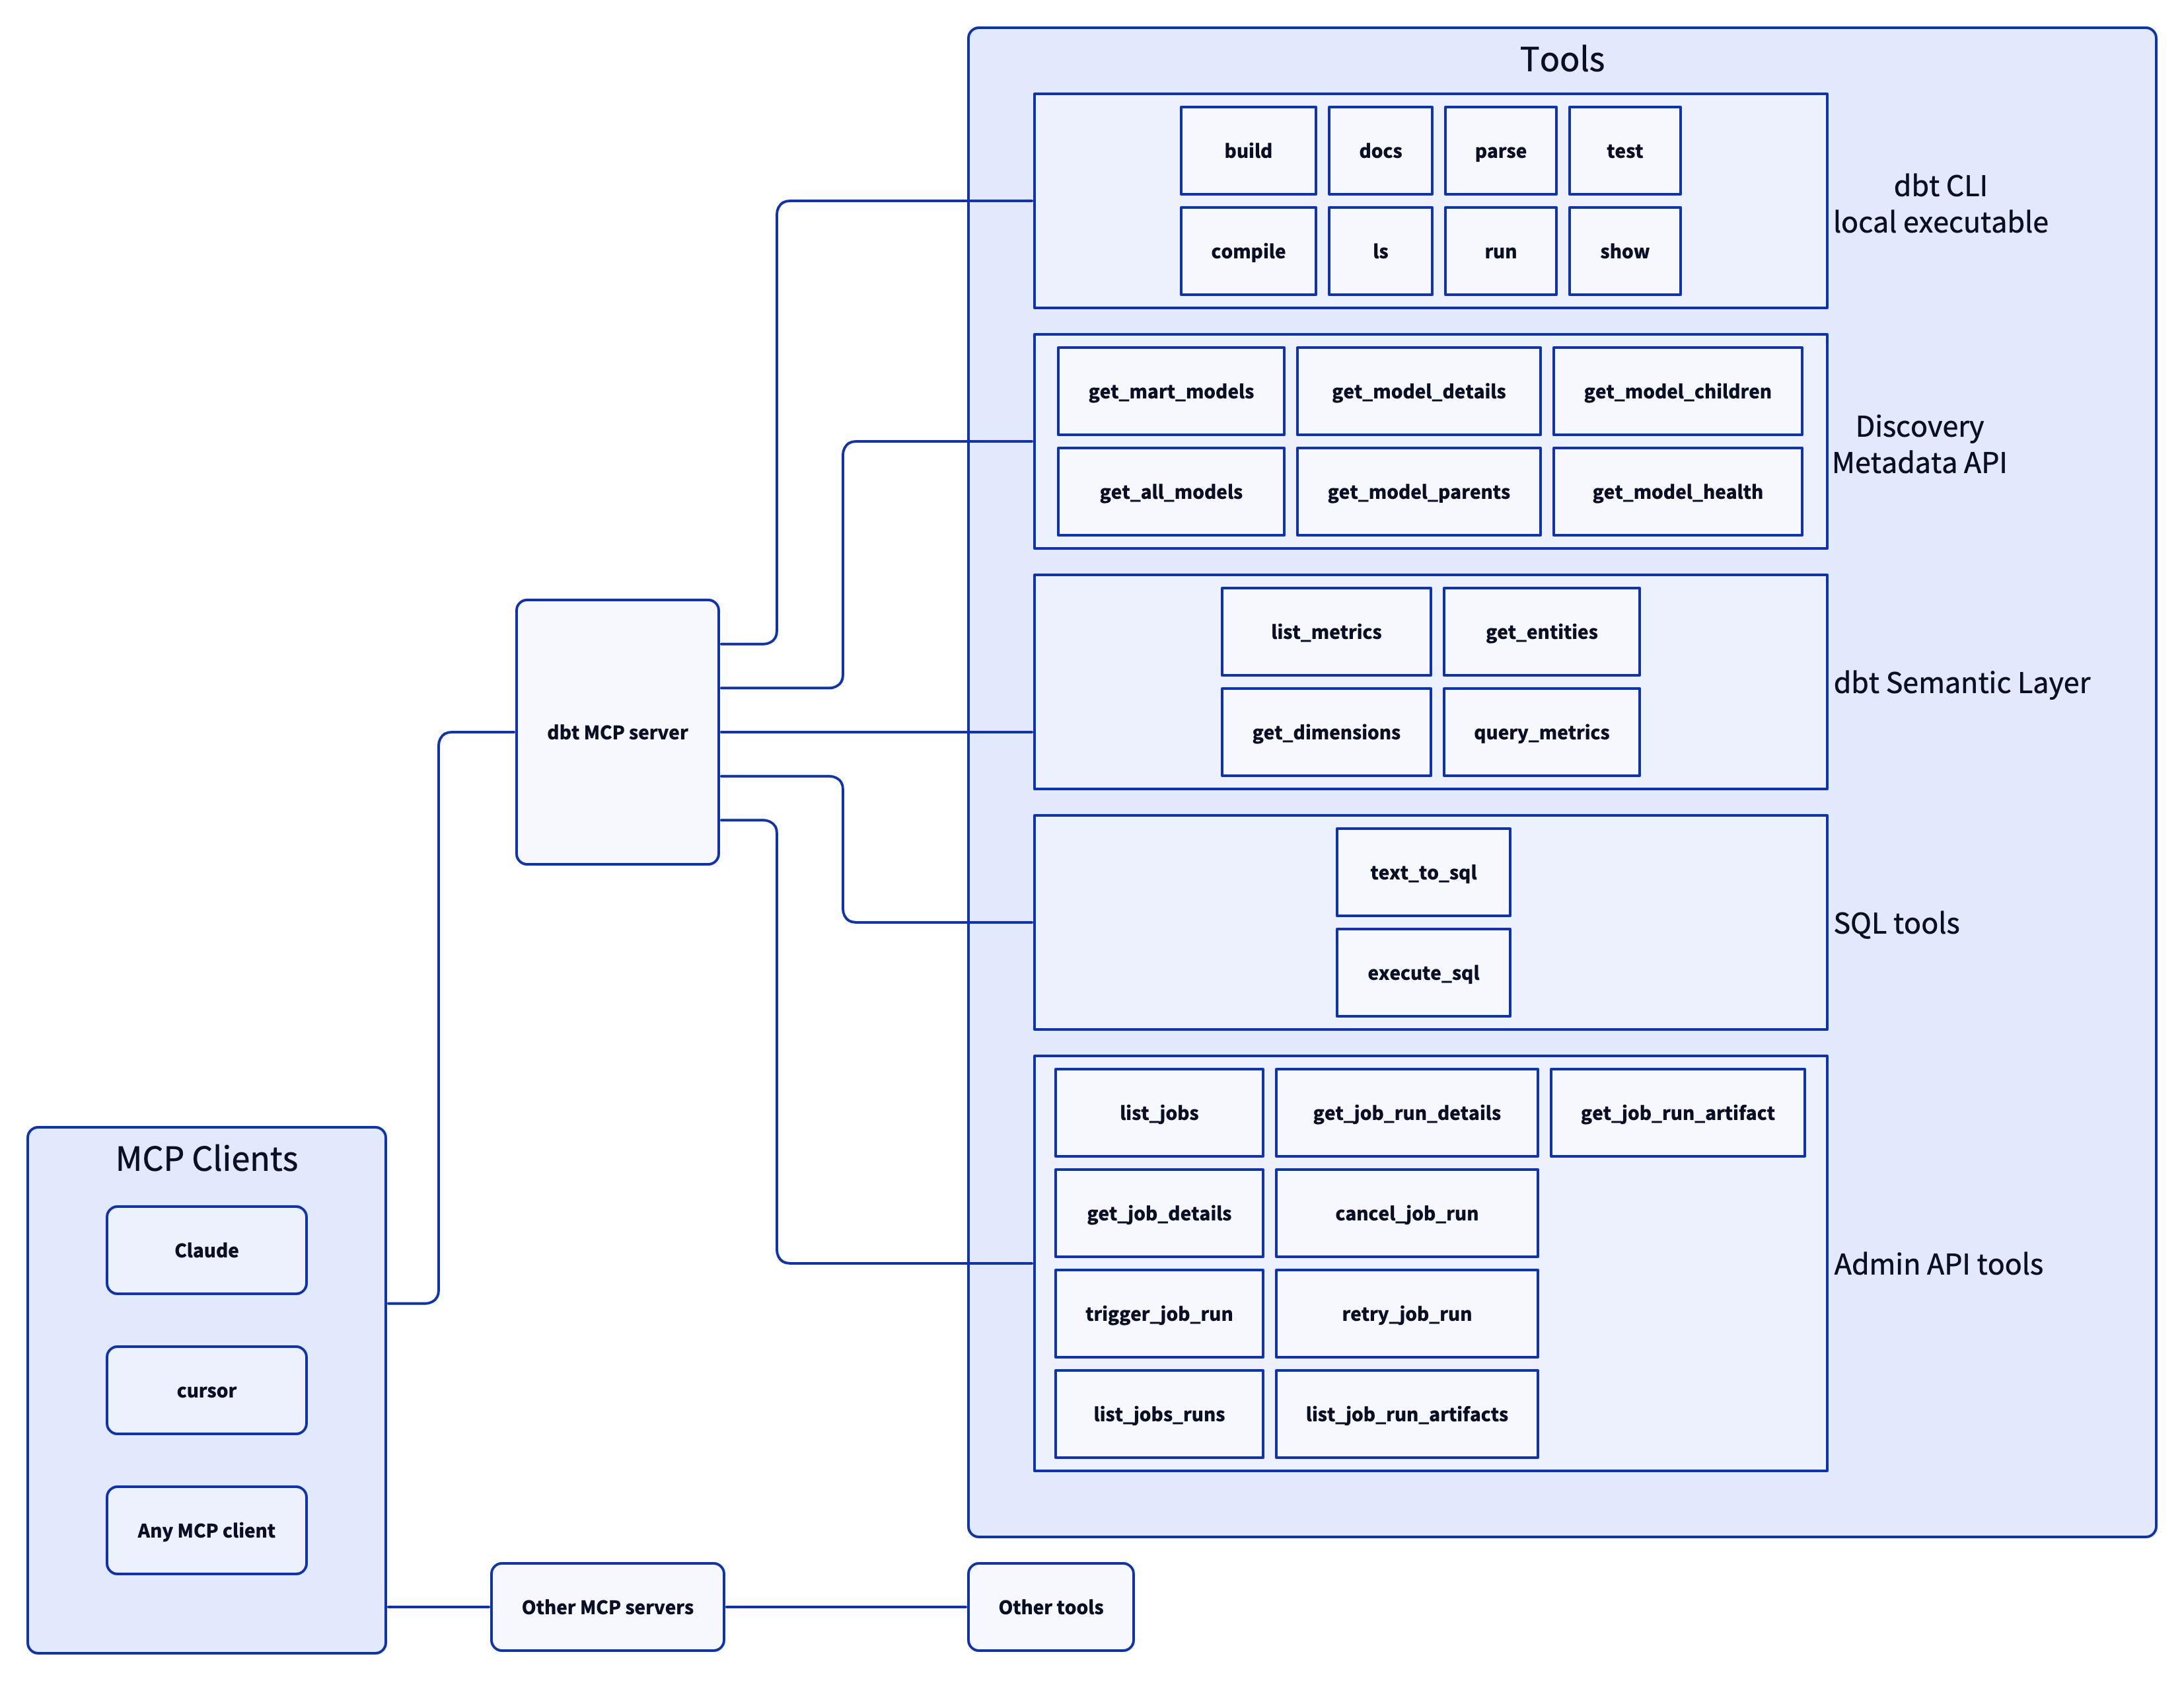 Tools
build
docs
parse
test
compile
ls
run
show
dbt CLI
local executable
get_mart_models
get_model_details
get_model_children
get_all_models
get_model_parents
get_model_health
Discovery
Metadata API
list_metrics
get_entities
get_dimensions
query_metrics
dbt Semantic Layer
text_to_sql
execute_sql
SQL tools
list_jobs
get_job_run_details
get_job_run_artifact
get_job_details
cancel_job_run
trigger_job_run
retry_job_run
list_jobs_runs
list_job_run_artifacts
Admin API tools
dbt MCP server
MCP Clients
Claude
cursor
Any MCP client
Other MCP servers
Other tools